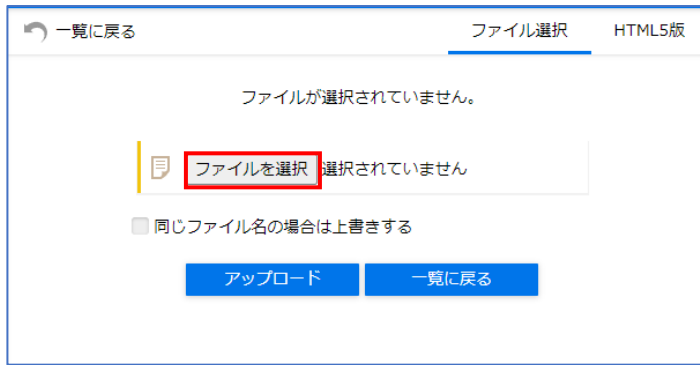 一覧に戻る ファイル選択 HTML5版
ファイルが選択されていません。
ファイルを選択 選択されていません
同じファイル名の場合は上書きする
アップロード 一覧に戻る